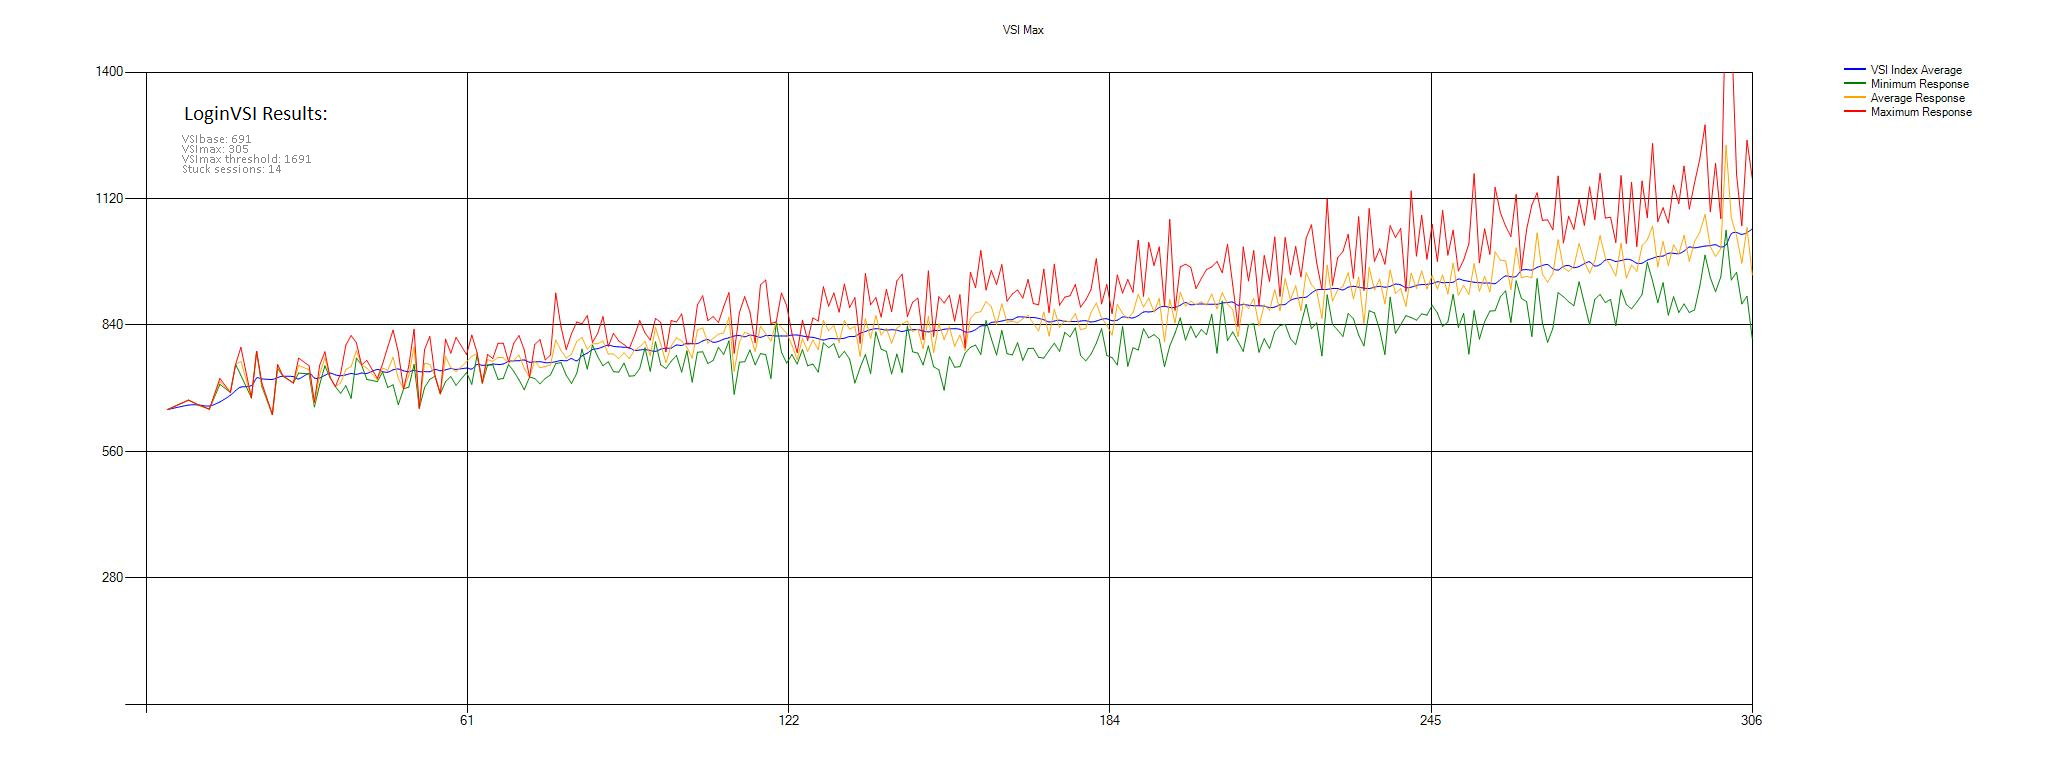 VSI Max
1400
1120
840
560
280
61
122
184
245
306
LoginVSI Results:
VSIbase: 691
VSImax: 305
VSImax threshold: 1691
Stuck sessions: 14
VSI Index Average
Minimum Response
Average Response
Maximum Response